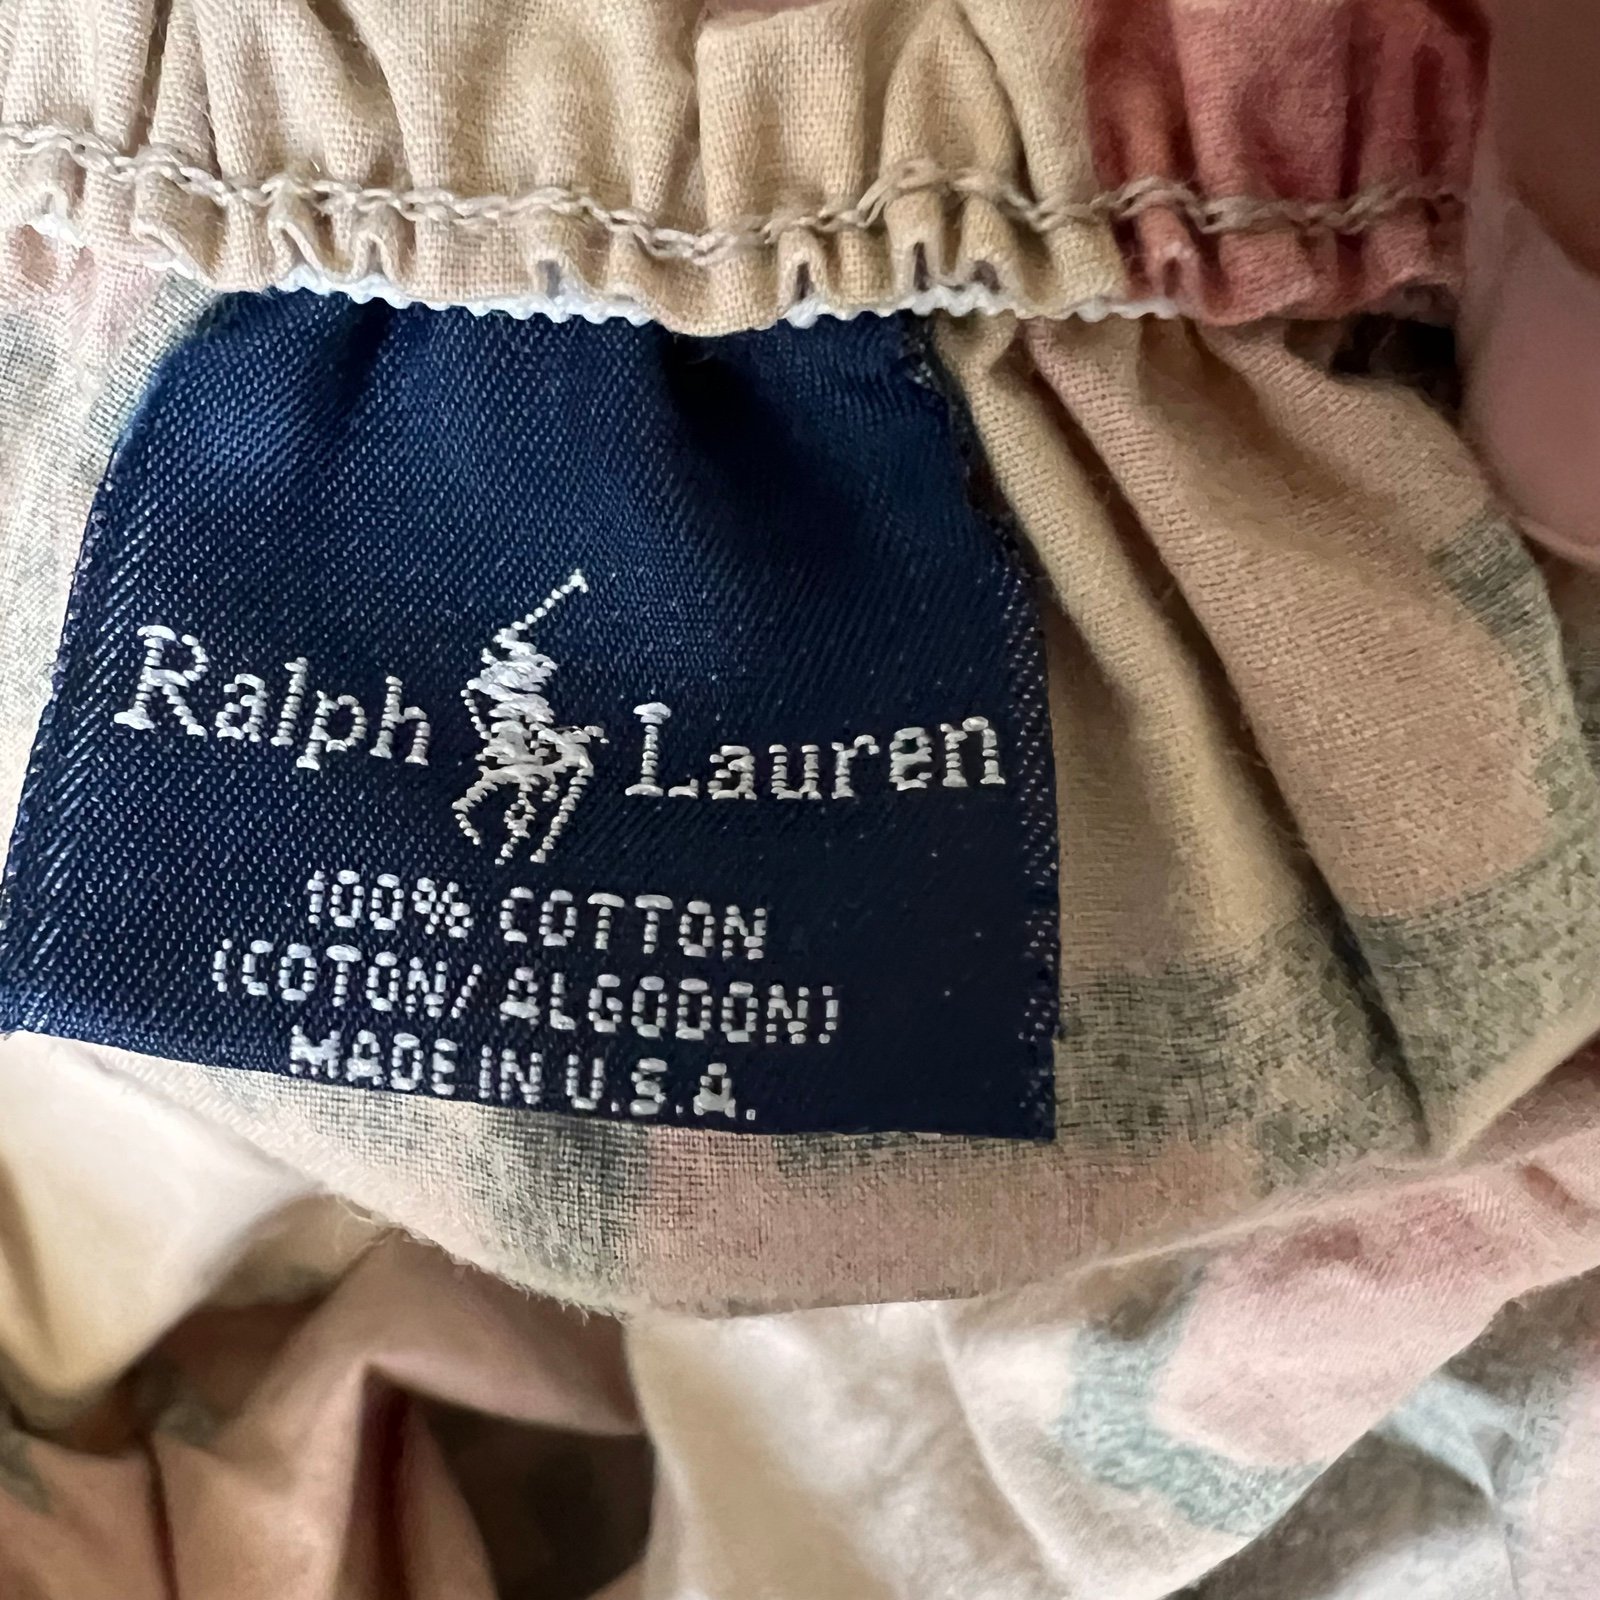 Ralph Lauren
100% COTTON
(COTON/ALGODON)
MADE IN U.S.A.